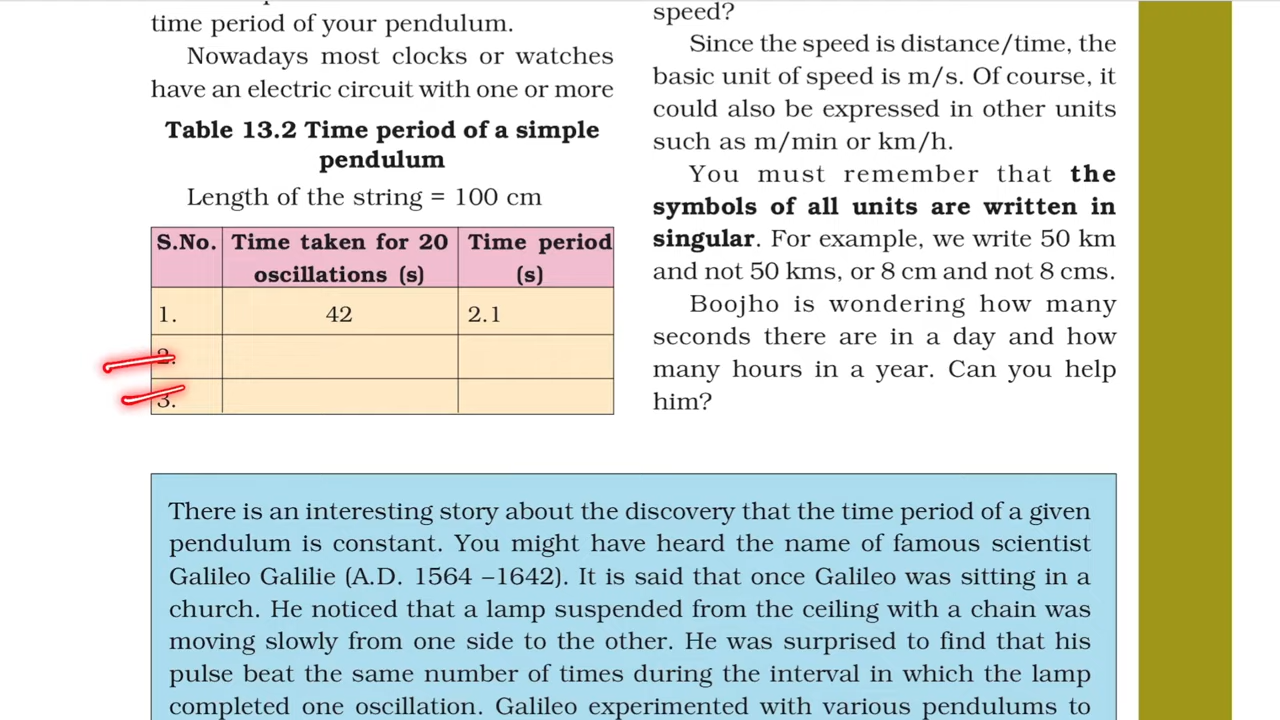 time period of your pendulum.
Nowadays most clocks or watches
have an electric circuit with one or more
Table 13.2 Time period of a simple
pendulum
Length of the string = 100 cm
S.No. Time taken for 20 oscillations (s) Time period (s)
1. 42 2.1
2.
3.
speed?
Since the speed is distance/time, the
basic unit of speed is m/s. Of course, it
could also be expressed in other units
such as m/min or km/h.
You must remember that the
symbols of all units are written in
singular. For example, we write 50 km
and not 50 kms, or 8 cm and not 8 cms.
Boojho is wondering how many
seconds there are in a day and how
many hours in a year. Can you help
him?
There is an interesting story about the discovery that the time period of a given
pendulum is constant. You might have heard the name of famous scientist
Galileo Galilie (A.D. 1564 –1642). It is said that once Galileo was sitting in a
church. He noticed that a lamp suspended from the ceiling with a chain was
moving slowly from one side to the other. He was surprised to find that his
pulse beat the same number of times during the interval in which the lamp
completed one oscillation. Galileo experimented with various pendulums to